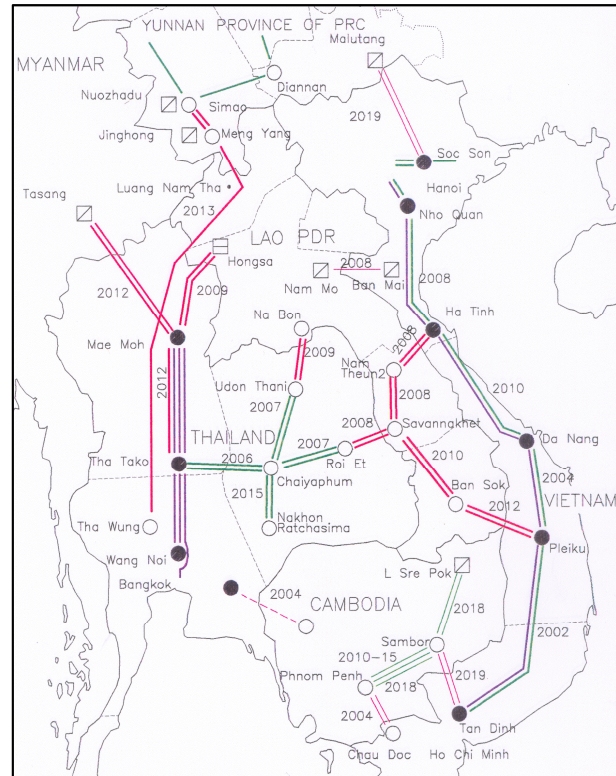 YUNNAN PROVINCE OF PRC
Malutang
MYANMAR
Diannan
Nuozhadu
Simao
2019
Jinghong
Meng Yang
Soc Son
Luang Nam Tha
Hanoi
Tasang
2013
Nho Quan
LAO PDR
Hongsa
2008
2008
Nam Mo
Ban Mai
2012
2009
Na Bon
Ha Tinh
Mae Moh
2008
2009
Nam
Theun2
2012
Udon Thani
2008
2010
2007
Savannakhet
THAILAND
2008
2007
Da Nang
2006
2010
Tha Tako
Roi Et
Chaiyaphum
2004
2015
Ban Sok
VIETNAM
Nakhon
Ratchasima
2012
Tha Wung
Wang Noi
Pleiku
Bangkok
L Sre Pok
2004
CAMBODIA
2018
2002
Sambor
2010-15
Phnom Penh
2018
2019
2004
Tan Dinh
Chau Doc
Ho Chi Minh